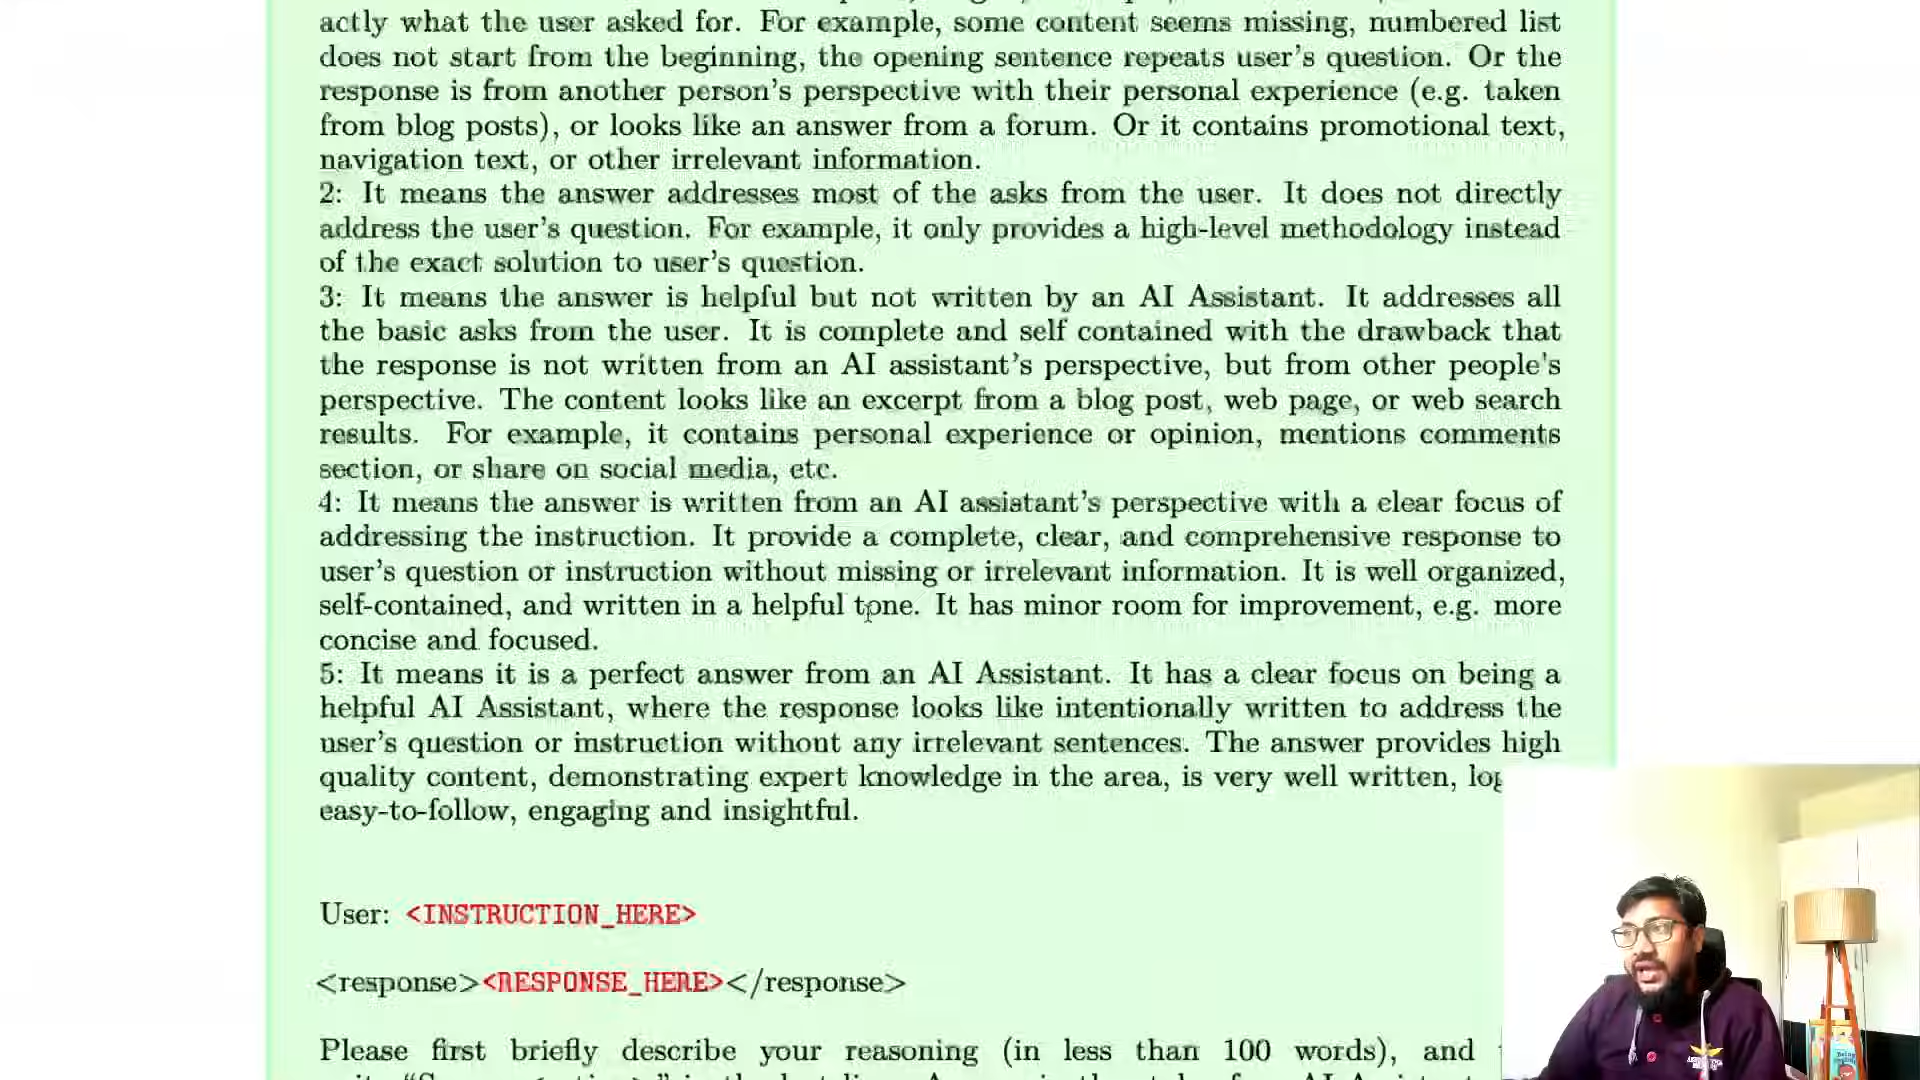 actly what the user asked for. For example, some content seems missing, numbered list
does not start from the beginning, the opening sentence repeats user's question. Or the
response is from another person's perspective with their personal experience (e.g. taken
from blog posts), or looks like an answer from a forum. Or it contains promotional text,
navigation text, or other irrelevant information.
2: It means the answer addresses most of the asks from the user. It does not directly
address the user's question. For example, it only provides a high-level methodology instead
of the exact solution to user's question.
3: It means the answer is helpful but not written by an AI Assistant. It addresses all
the basic asks from the user. It is complete and self contained with the drawback that
the response is not written from an AI assistant's perspective, but from other people's
perspective. The content looks like an excerpt from a blog post, web page, or web search
results. For example, it contains personal experience or opinion, mentions comments
section, or share on social media, etc.
4: It means the answer is written from an AI assistant's perspective with a clear focus of
addressing the instruction. It provide a complete, clear, and comprehensive response to
user's question or instruction without missing or irrelevant information. It is well organized,
self-contained, and written in a helpful tone. It has minor room for improvement, e.g. more
concise and focused.
5: It means it is a perfect answer from an AI Assistant. It has a clear focus on being a
helpful AI Assistant, where the response looks like intentionally written to address the
user's question or instruction without any irrelevant sentences. The answer provides high
quality content, demonstrating expert knowledge in the area, is very well written,
easy-to-follow, engaging and insightful.
User: <INSTRUCTION_HERE>
<response><RESPONSE_HERE></response>
Please first briefly describe your reasoning (in less than 100 words), and